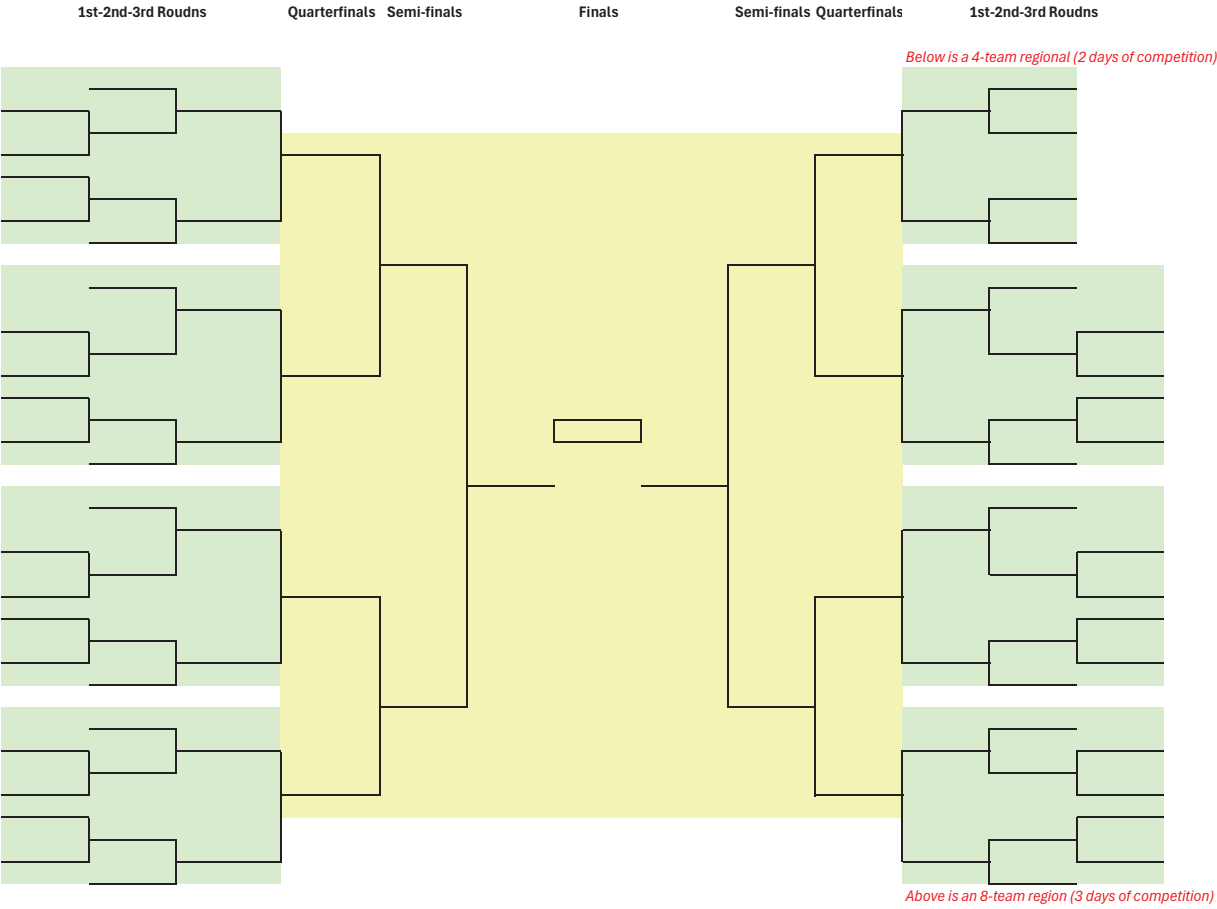 1st-2nd-3rd Roudns Quarterfinals Semi-finals Finals Semi-finals Quarterfinals 1st-2nd-3rd Roudns
Below is a 4-team regional (2 days of competition)
Above is an 8-team region (3 days of competition)